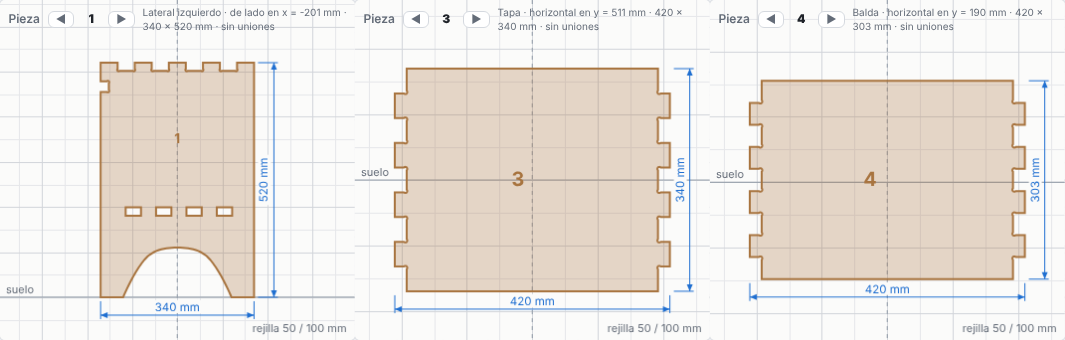 Pieza ◀ 1 ▶ Lateral izquierdo · de lado en x = -201 mm ·
340 × 520 mm · sin uniones
1
520 mm
suelo
340 mm
rejilla 50 / 100 mm
Pieza ◀ 3 ▶ Tapa · horizontal en y = 511 mm · 420 ×
340 mm · sin uniones
suelo
3
340 mm
420 mm
rejilla 50 / 100 mm
Pieza ◀ 4 ▶ Balda · horizontal en y = 190 mm · 420 ×
303 mm · sin uniones
suelo
4
303 mm
420 mm
rejilla 50 / 100 mm